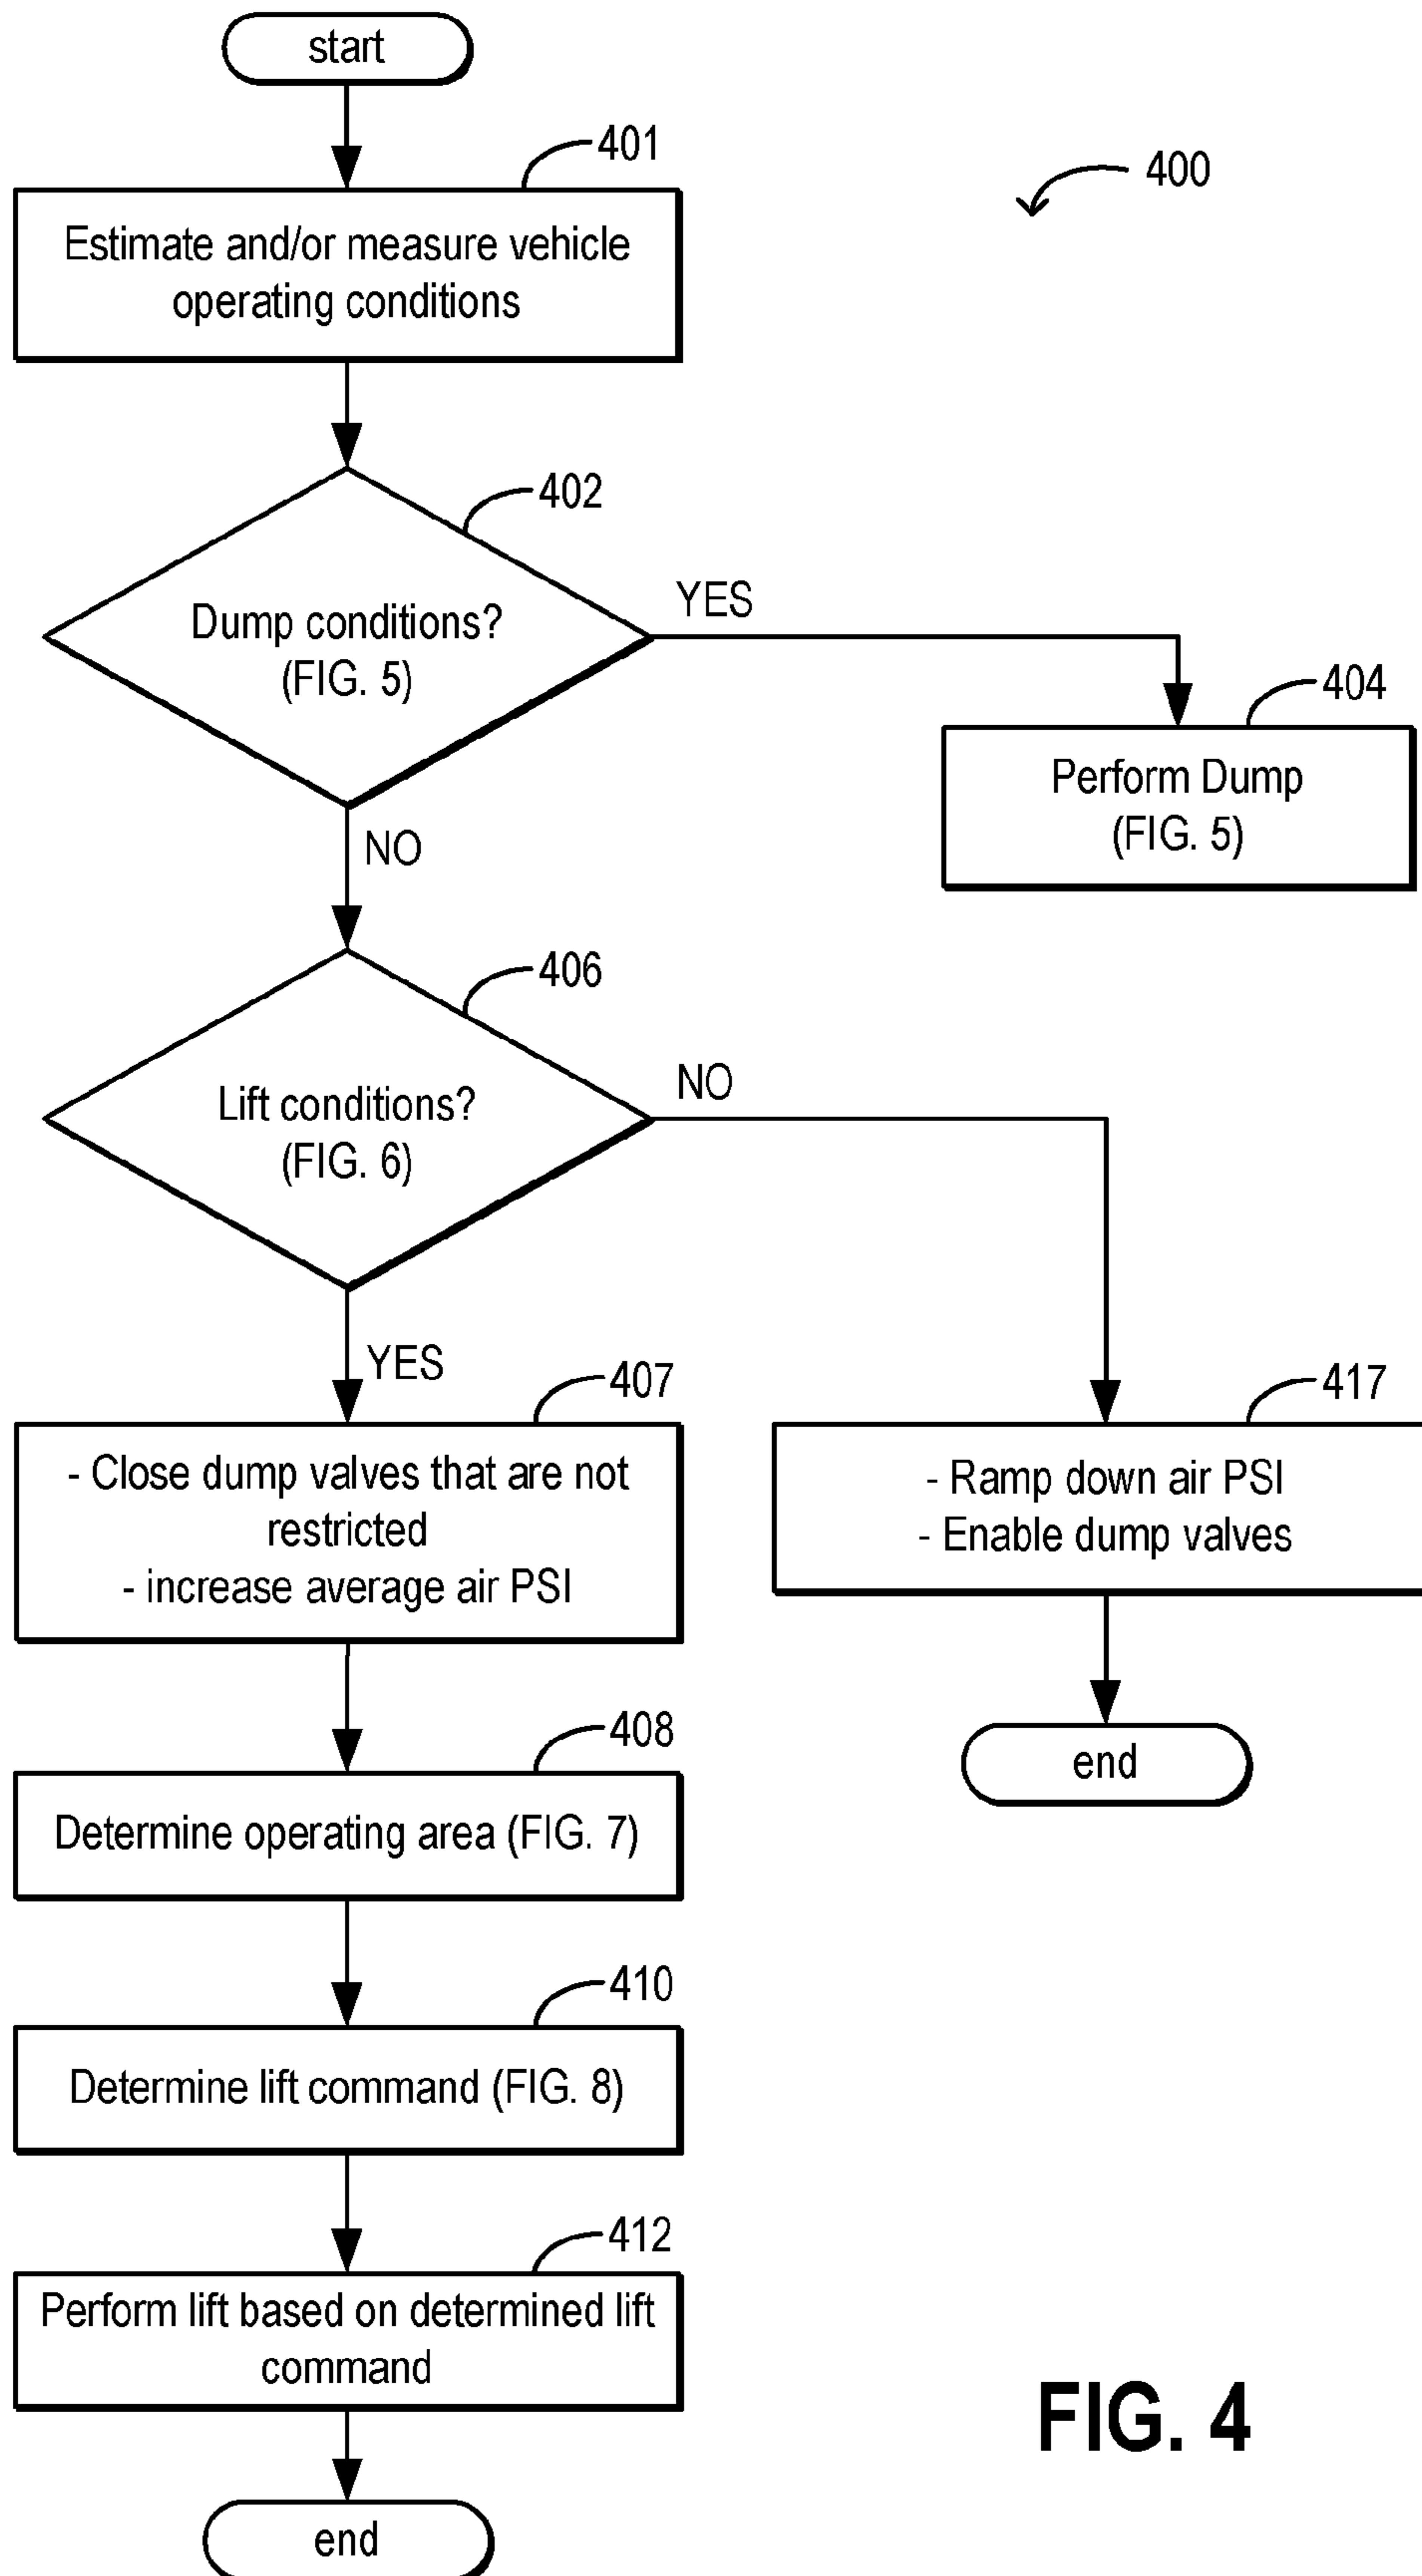 start
401
400
Estimate and/or measure vehicle
operating conditions
402
Dump conditions?
(FIG. 5)
YES
404
Perform Dump
(FIG. 5)
NO
406
Lift conditions?
(FIG. 6)
NO
YES
407
417
- Close dump valves that are not
restricted
- increase average air PSI
- Ramp down air PSI
- Enable dump valves
408
end
Determine operating area (FIG. 7)
410
Determine lift command (FIG. 8)
412
Perform lift based on determined lift
command
FIG. 4
end